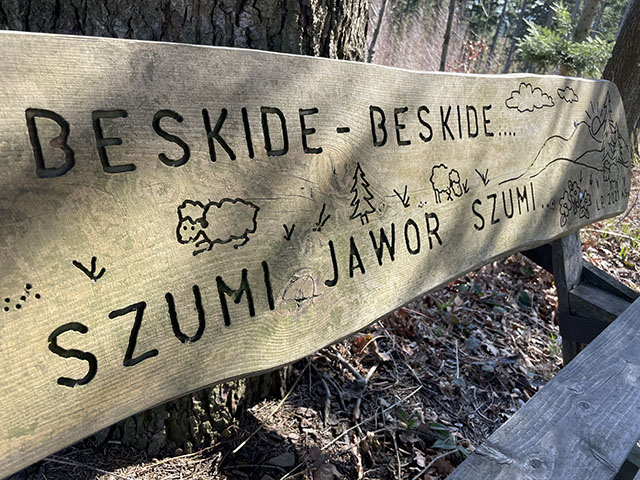 BESKIDE - BESKIDE....
SZUMI JAWOR SZUMI...